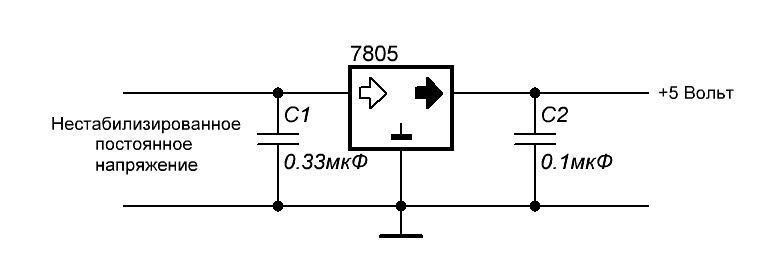 7805
+5 Вольт
C1
C2
Нестабилизированное
постоянное
напряжение
0.33мкФ
0.1мкФ